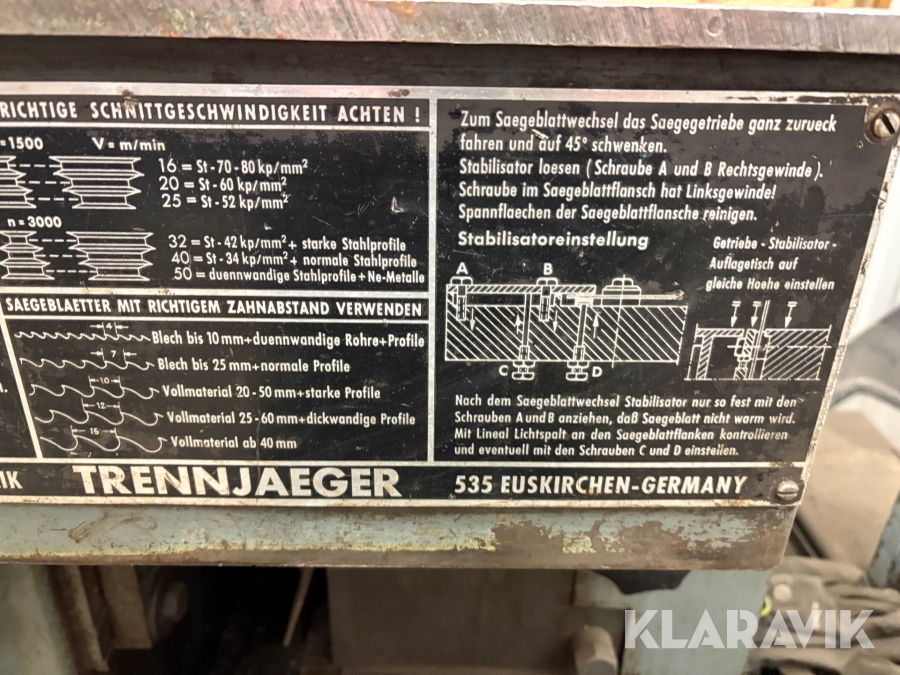 RICHTIGE SCHNITTGESCHWINDIGKEIT ACHTEN !
=1500 V = m/min
16 = St-70-80 kp/mm²
20 = St-60 kp/mm²
25 = St-52 kp/mm²
n = 3000
32 = St-42 kp/mm² + starke Stahlprofile
40 = St-34 kp/mm² + normale Stahlprofile
50 = duennwandige Stahlprofile + Ne-Metalle
SAEGEBLAETTER MIT RICHTIGEM ZAHNABSTAND VERWENDEN
4 Blech bis 10 mm + duennwandige Rohre + Profile
7 Blech bis 25 mm + normale Profile
10 Vollmaterial 20-50 mm + starke Profile
12 Vollmaterial 25-60 mm + dickwandige Profile
16 Vollmaterial ab 40 mm
Zum Saegeblattwechsel das Saegegetriebe ganz zurueck
fahren und auf 45° schwenken.
Stabilisator loesen (Schraube A und B Rechtsgewinde).
Schraube im Saegeblattflansch hat Linksgewinde!
Spannflaechen der Saegeblattflansche reinigen.
Stabilisatoreinstellung
Getriebe - Stabilisator -
Auflagetisch auf
gleiche Hoehe einstellen
A B
C D
Nach dem Saegeblattwechsel Stabilisator nur so fest mit den
Schrauben A und B anziehen, daß Saegeblatt nicht warm wird.
Mit Lineal Lichtspalt an den Saegeblattflanken kontrollieren
und eventuell mit den Schrauben C und D einstellen.
IK TRENNJAEGER 535 EUSKIRCHEN-GERMANY
KLARAVIK